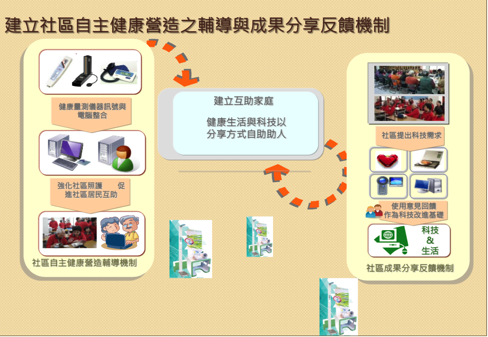 建立社區自主健康營造之輔導與成果分享反饋機制
健康量測儀器訊號與
電腦整合
強化社區照護 促
進社區居民互助
社區自主健康營造輔導機制
建立互助家庭
健康生活與科技以
分享方式自助助人
社區提出科技需求
使用意見回饋
作為科技改進基礎
科技
&
生活
社區成果分享反饋機制